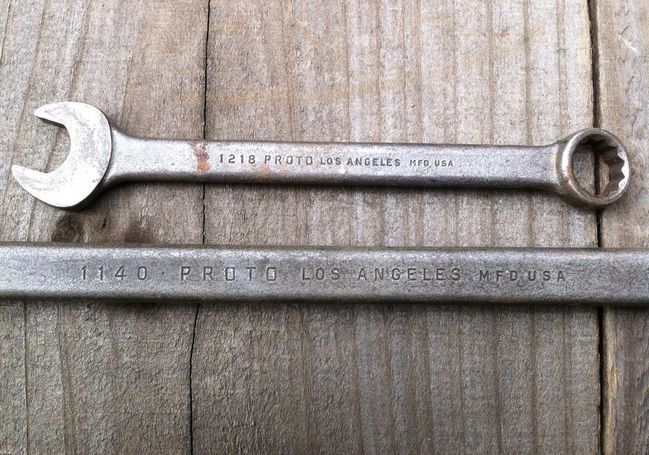 1218 PROTO LOS ANGELES MFD. USA
1140 · PROTO LOS ANGELES MFD USA